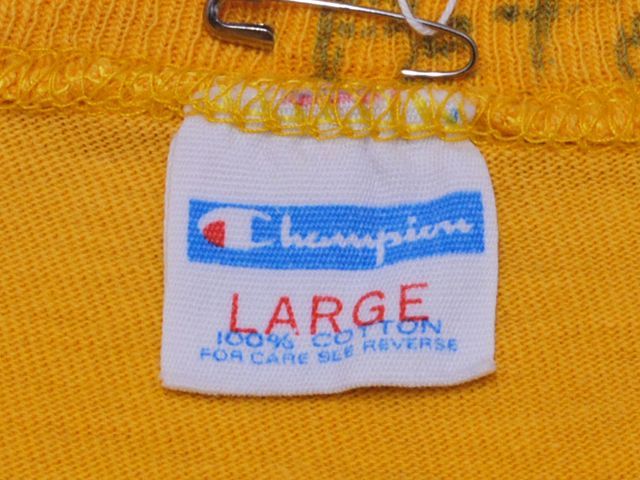 Champion
LARGE
100% COTTON
FOR CARE SEE REVERSE